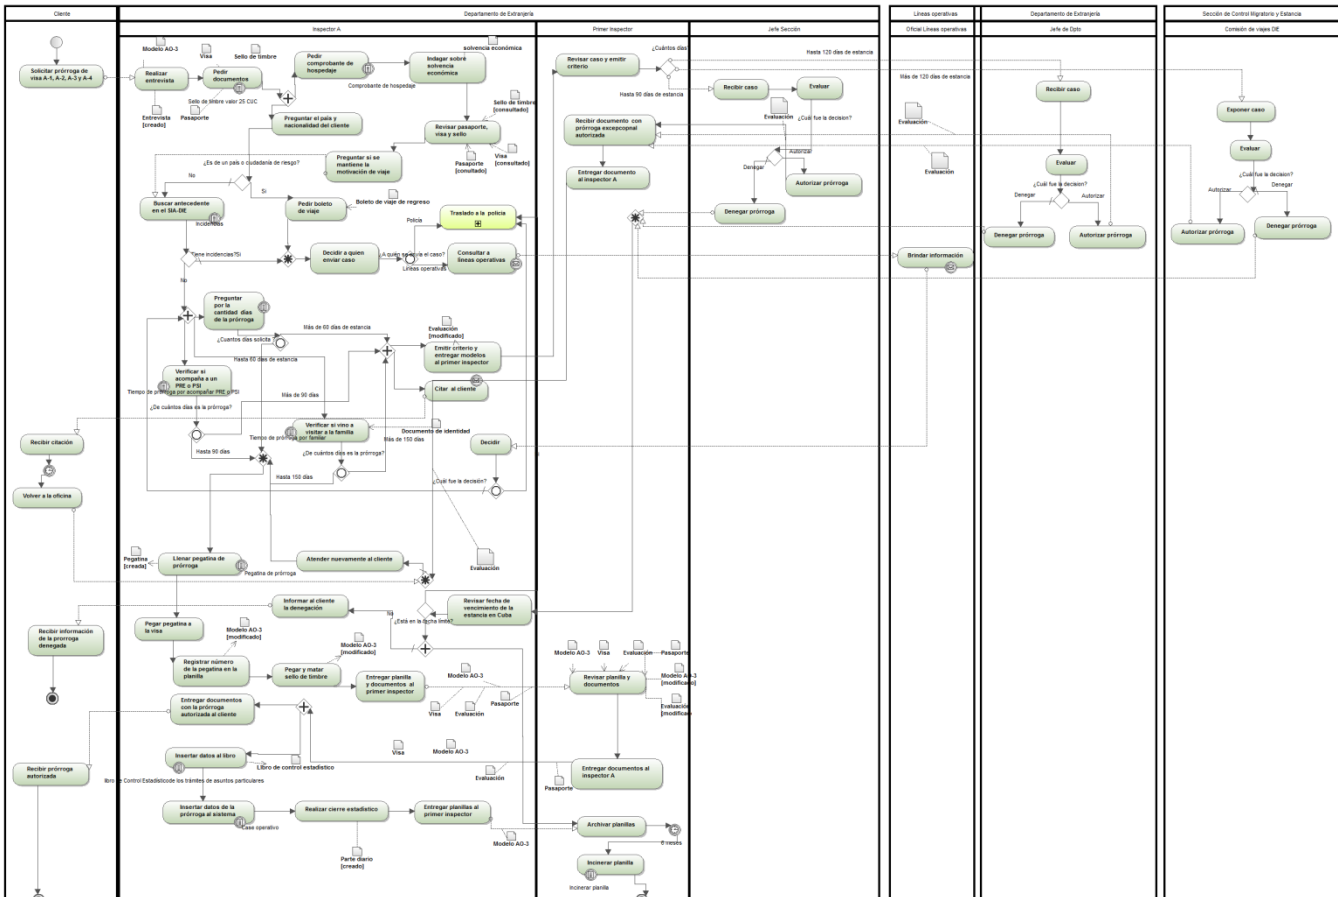 Cliente
Departamento de Extranjería
Líneas operativas
Departamento de Extranjería
Sección de Control Migratorio y Estancia
Inspector A
Primer Inspector
Jefe Sección
Oficial Líneas operativas
Jefe de Dpto
Comisión de viajes DIE
Solicitar prórroga de
visa A-1, A-2, A-3 y A-4
Modelo AO-3
Realizar
entrevista
Entrevista
[creado]
Visa
Sello de timbre
Pedir
documentos
Sello de timbre valor 25 CUC
Pasaporte
Pedir
comprobante de
hospedaje
Comprobante de hospedaje
solvencia económica
Indagar sobre
solvencia
económica
Preguntar el país y
nacionalidad del cliente
Sello de timbre
[consultado]
Revisar pasaporte,
visa y sello
Pasaporte
Visa
[consultado]
Preguntar si se
mantiene la
motivación de viaje
¿Es de un país o ciudadanía de riesgo?
No
Si
Buscar antecedente
en el SIA-DIE
Incidencias
Pedir boleto
de viaje
Boleto de viaje de regreso
Traslado a la policía
Policía
Tiene incidencias?Si
No
Decidir a quien
enviar caso
Líneas operativas
Consultar a
líneas operativas
Preguntar
por la
cantidad días
de la prórroga
¿Cuantos días solicita
Más de 60 días de estancia
Hasta 60 días de estancia
Evaluación
[modificado]
Emitir criterio y
entregar modelos
al primer inspector
Verificar si
acompaña a un
PRE o PSI
Tiempo de prórroga por acompañar PRE o PSI
¿De cuántos días es la prórroga?
Más de 90 días
Hasta 90 días
Citar al cliente
Verificar si vino a
visitar a la familia
Tiempo de prórroga por familiar
Documento de identidad
Más de 150 días
¿De cuántos días es la prórroga?
Hasta 150 días
Decidir
¿Cuál fue la decisión?
Recibir citación
Volver a la oficina
Evaluación
Pegatina
[creada]
Llenar pegatina de
prórroga
Pegatina de prórroga
Atender nuevamente al cliente
Informar al cliente
la denegación
No
¿Está en la fecha límite?
Revisar fecha de
vencimiento de la
estancia en Cuba
Recibir información
de la prorroga
denegada
Pegar pegatina a
la visa
Modelo AO-3
[modificado]
Registrar número
de la pegatina en la
planilla
Modelo AO-3
[modificado]
Pegar y matar
sello de timbre
Entregar planilla
y documentos al
primer inspector
Modelo AO-3
Visa
Evaluación
Pasaporte
Modelo AO-3
Visa
Evaluación
Pasaporte
Revisar planilla y
documentos
Evaluación
Entregar documentos
con la prórroga
autorizada al cliente
Insertar datos al libro
Libro de control estadístico
libro de Control Estadísticode los trámites de asuntos particulares
Visa
Modelo AO-3
Evaluación
Pasaporte
Entregar documentos al
inspector A
Recibir prórroga
autorizada
Insertar datos de la
prórroga al sistema
Case operativo
Realizar cierre estadístico
Parte diario
[creado]
Entregar planillas al
primer inspector
Modelo AO-3
Archivar planillas
6 meses
Incinerar planilla
Incinerar planilla
Revisar caso y emitir
criterio
¿Cuántos días
Hasta 120 días de estancia
Más de 120 días de estancia
Hasta 90 días de estancia
Recibir caso
Evaluar
Evaluación
¿Cuál fue la decision?
Recibir documento con
prórroga excepcopnal
autorizada
Entregar documento
al inspector A
Denegar
Autorizar
Autorizar prórroga
Denegar prórroga
Evaluación
Evaluación
Brindar información
Recibir caso
Evaluar
¿Cuál fue la decision?
Denegar
Autorizar
Denegar prórroga
Autorizar prórroga
Exponer caso
Evaluar
¿Cuál fue la decision?
Autorizar
Denegar
Autorizar prórroga
Denegar prórroga